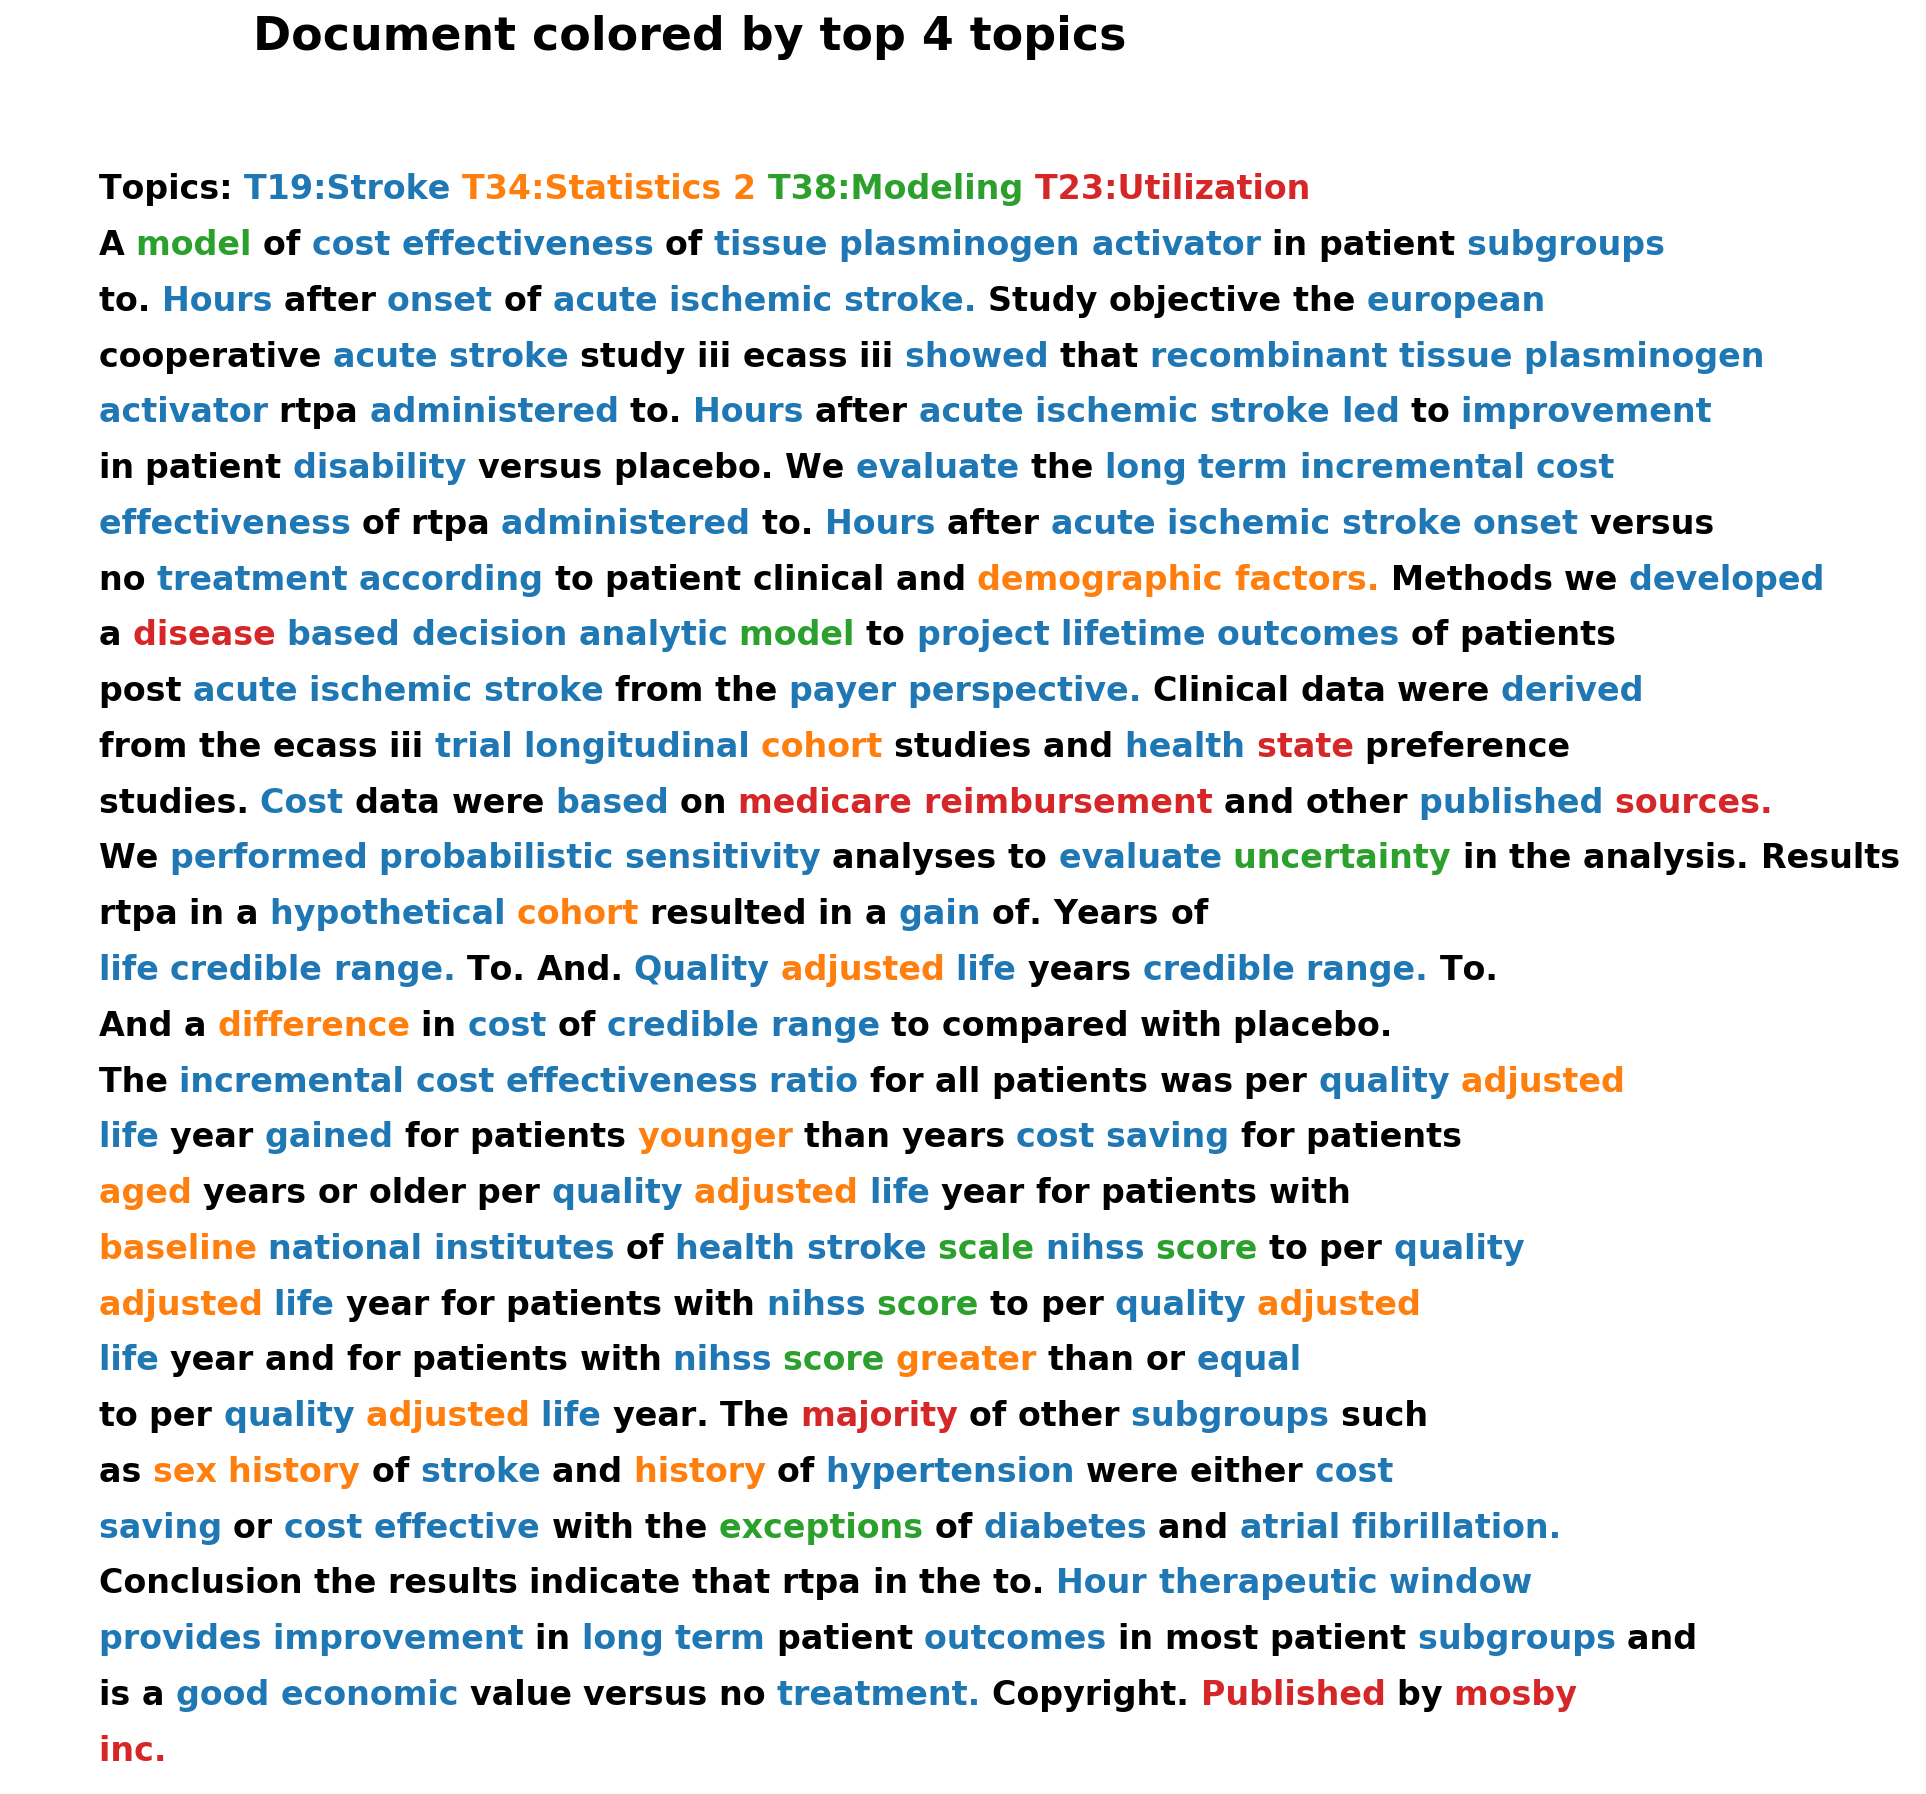 Document colored by top 4 topics
Topics: T19:Stroke T34:Statistics 2 T38:Modeling T23:Utilization
A model of cost effectiveness of tissue plasminogen activator in patient subgroups
to. Hours after onset of acute ischemic stroke. Study objective the european
cooperative acute stroke study iii ecass iii showed that recombinant tissue plasminogen
activator rtpa administered to. Hours after acute ischemic stroke led to improvement
in patient disability versus placebo. We evaluate the long term incremental cost
effectiveness of rtpa administered to. Hours after acute ischemic stroke onset versus
no treatment according to patient clinical and demographic factors. Methods we developed
a disease based decision analytic model to project lifetime outcomes of patients
post acute ischemic stroke from the payer perspective. Clinical data were derived
from the ecass iii trial longitudinal cohort studies and health state preference
studies. Cost data were based on medicare reimbursement and other published sources.
We performed probabilistic sensitivity analyses to evaluate uncertainty in the analysis. Results
rtpa in a hypothetical cohort resulted in a gain of. Years of
life credible range. To. And. Quality adjusted life years credible range. To.
And a difference in cost of credible range to compared with placebo.
The incremental cost effectiveness ratio for all patients was per quality adjusted
life year gained for patients younger than years cost saving for patients
aged years or older per quality adjusted life year for patients with
baseline national institutes of health stroke scale nihss score to per quality
adjusted life year for patients with nihss score to per quality adjusted
life year and for patients with nihss score greater than or equal
to per quality adjusted life year. The majority of other subgroups such
as sex history of stroke and history of hypertension were either cost
saving or cost effective with the exceptions of diabetes and atrial fibrillation.
Conclusion the results indicate that rtpa in the to. Hour therapeutic window
provides improvement in long term patient outcomes in most patient subgroups and
is a good economic value versus no treatment. Copyright. Published by mosby
inc.